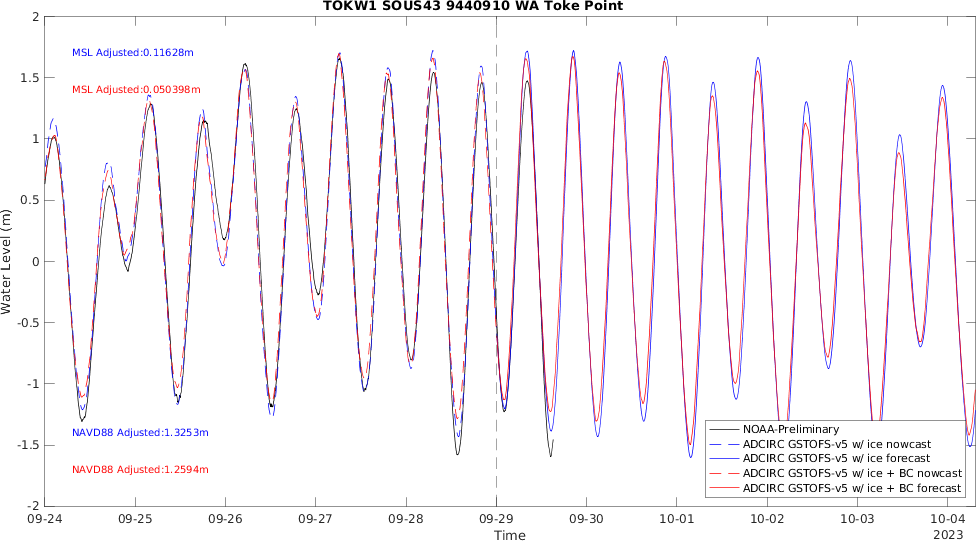 TOKW1 SOUS43 9440910 WA Toke Point
2
1.5
1
0.5
0
-0.5
-1
-1.5
-2
Water Level (m)
MSL Adjusted:0.11628m
MSL Adjusted:0.050398m
NAVD88 Adjusted:1.3253m
NAVD88 Adjusted:1.2594m
NOAA-Preliminary
ADCIRC GSTOFS-v5 w/ ice nowcast
ADCIRC GSTOFS-v5 w/ ice forecast
ADCIRC GSTOFS-v5 w/ ice + BC nowcast
ADCIRC GSTOFS-v5 w/ ice + BC forecast
09-24 09-25 09-26 09-27 09-28 09-29 09-30 10-01 10-02 10-03 10-04
Time
2023